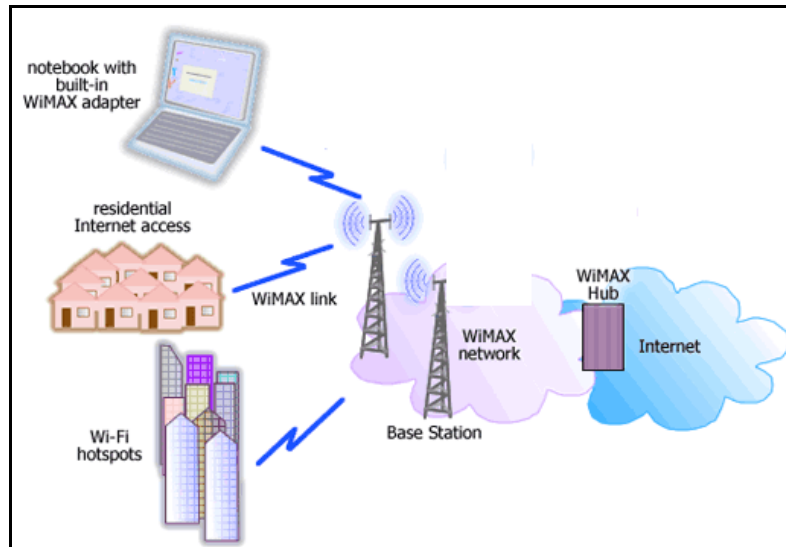 notebook with
built-in
WiMAX adapter
residential
Internet access
WiMAX link
WiMAX
Hub
WiMAX
network
Internet
Base Station
Wi-Fi
hotspots